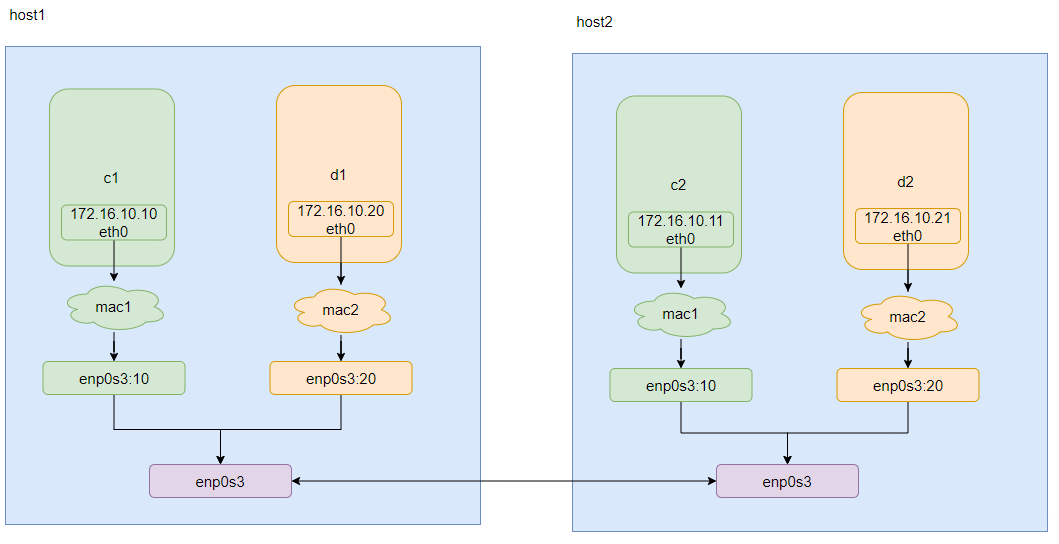 host1
host2
c1
172.16.10.10
eth0
mac1
enp0s3:10
d1
172.16.10.20
eth0
mac2
enp0s3:20
enp0s3
c2
172.16.10.11
eth0
mac1
enp0s3:10
d2
172.16.10.21
eth0
mac2
enp0s3:20
enp0s3